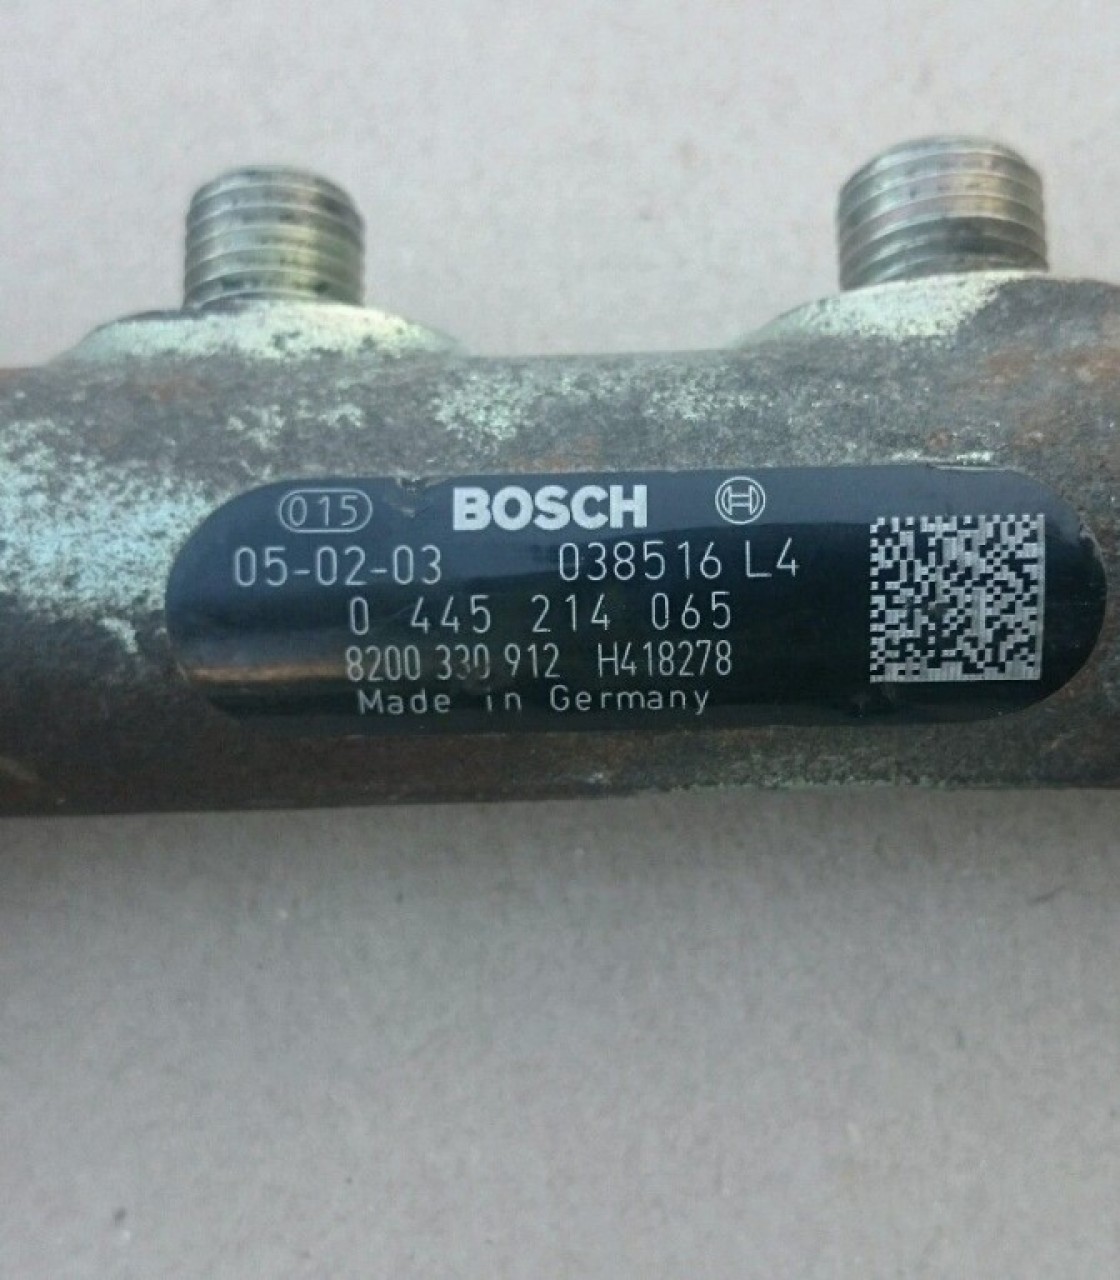 015 BOSCH
05-02-03 038516 L4
0 445 214 065
8200 330 912 H418278
Made in Germany